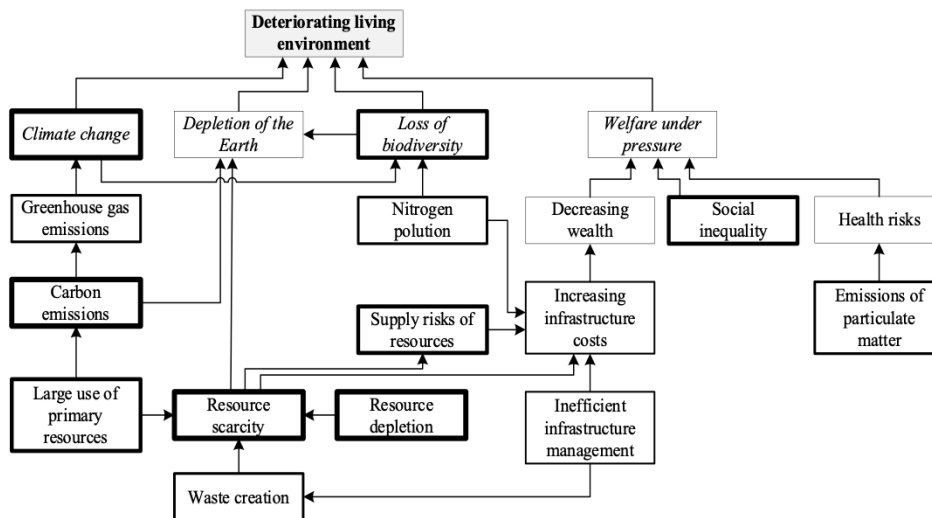 Deteriorating living
environment
Climate change
Depletion of the
Earth
Loss of
biodiversity
Welfare under
pressure
Greenhouse gas
emissions
Nitrogen
polution
Decreasing
wealth
Social
inequality
Health risks
Carbon
emissions
Supply risks of
resources
Increasing
infrastructure
costs
Emissions of
particulate
matter
Large use of
primary
resources
Resource
scarcity
Resource
depletion
Inefficient
infrastructure
management
Waste creation